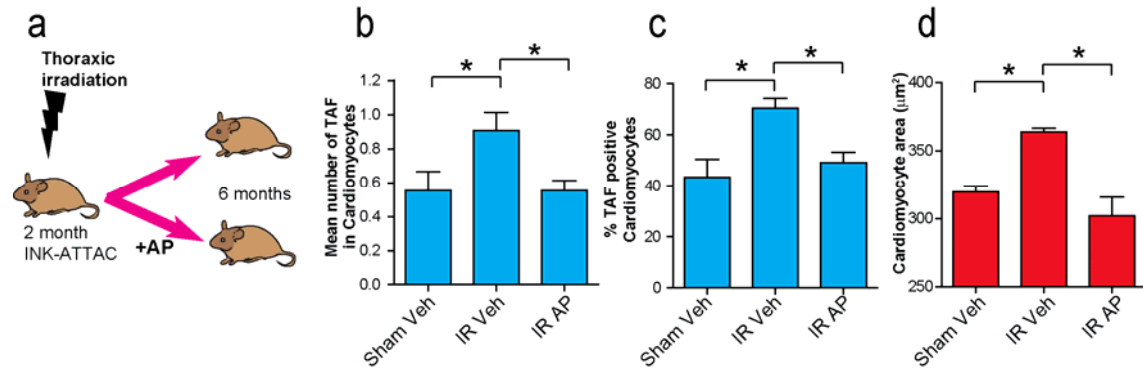 a
Thoraxic
irradiation
2 month
INK-ATTAC
+AP
6 months
b
Mean number of TAF
in Cardiomyocytes
1.2
1.0
0.8
0.6
0.4
0.2
0.0
*
*
Sham Veh
IR Veh
IR AP
c
% TAF positive
Cardiomyocytes
80
60
40
20
0
*
*
Sham Veh
IR Veh
IR AP
d
Cardiomyocyte area (µm²)
400
350
300
250
*
*
Sham Veh
IR Veh
IR AP